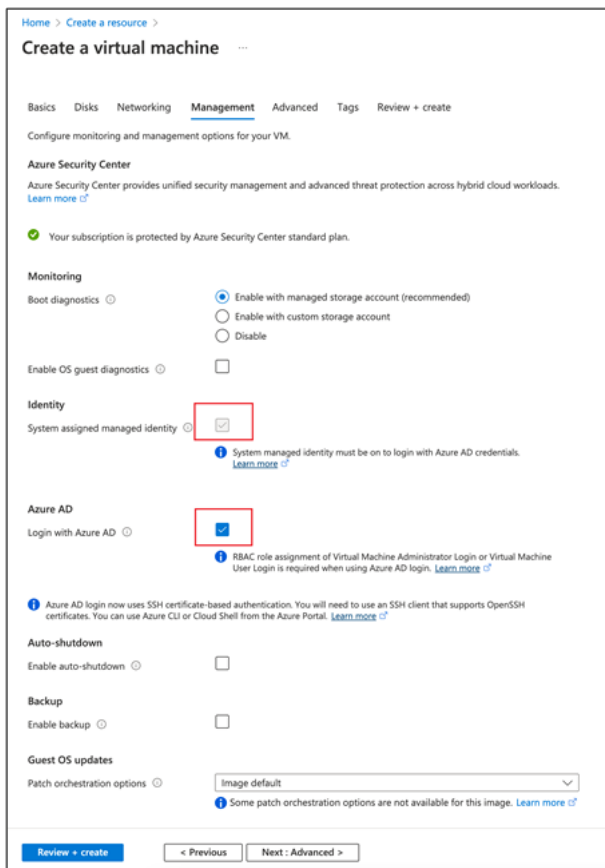 Home > Create a resource >
Create a virtual machine ...
Basics Disks Networking Management Advanced Tags Review + create
Configure monitoring and management options for your VM.
Azure Security Center
Azure Security Center provides unified security management and advanced threat protection across hybrid cloud workloads.
Learn more
Your subscription is protected by Azure Security Center standard plan.
Monitoring
Boot diagnostics
Enable with managed storage account (recommended)
Enable with custom storage account
Disable
Enable OS guest diagnostics
Identity
System assigned managed identity
System managed identity must be on to login with Azure AD credentials.
Learn more
Azure AD
Login with Azure AD
RBAC role assignment of Virtual Machine Administrator Login or Virtual Machine
User Login is required when using Azure AD login. Learn more
Azure AD login now uses SSH certificate-based authentication. You will need to use an SSH client that supports OpenSSH
certificates. You can use Azure CLI or Cloud Shell from the Azure Portal. Learn more
Auto-shutdown
Enable auto-shutdown
Backup
Enable backup
Guest OS updates
Patch orchestration options
Image default
Some patch orchestration options are not available for this image. Learn more
Review + create < Previous Next : Advanced >